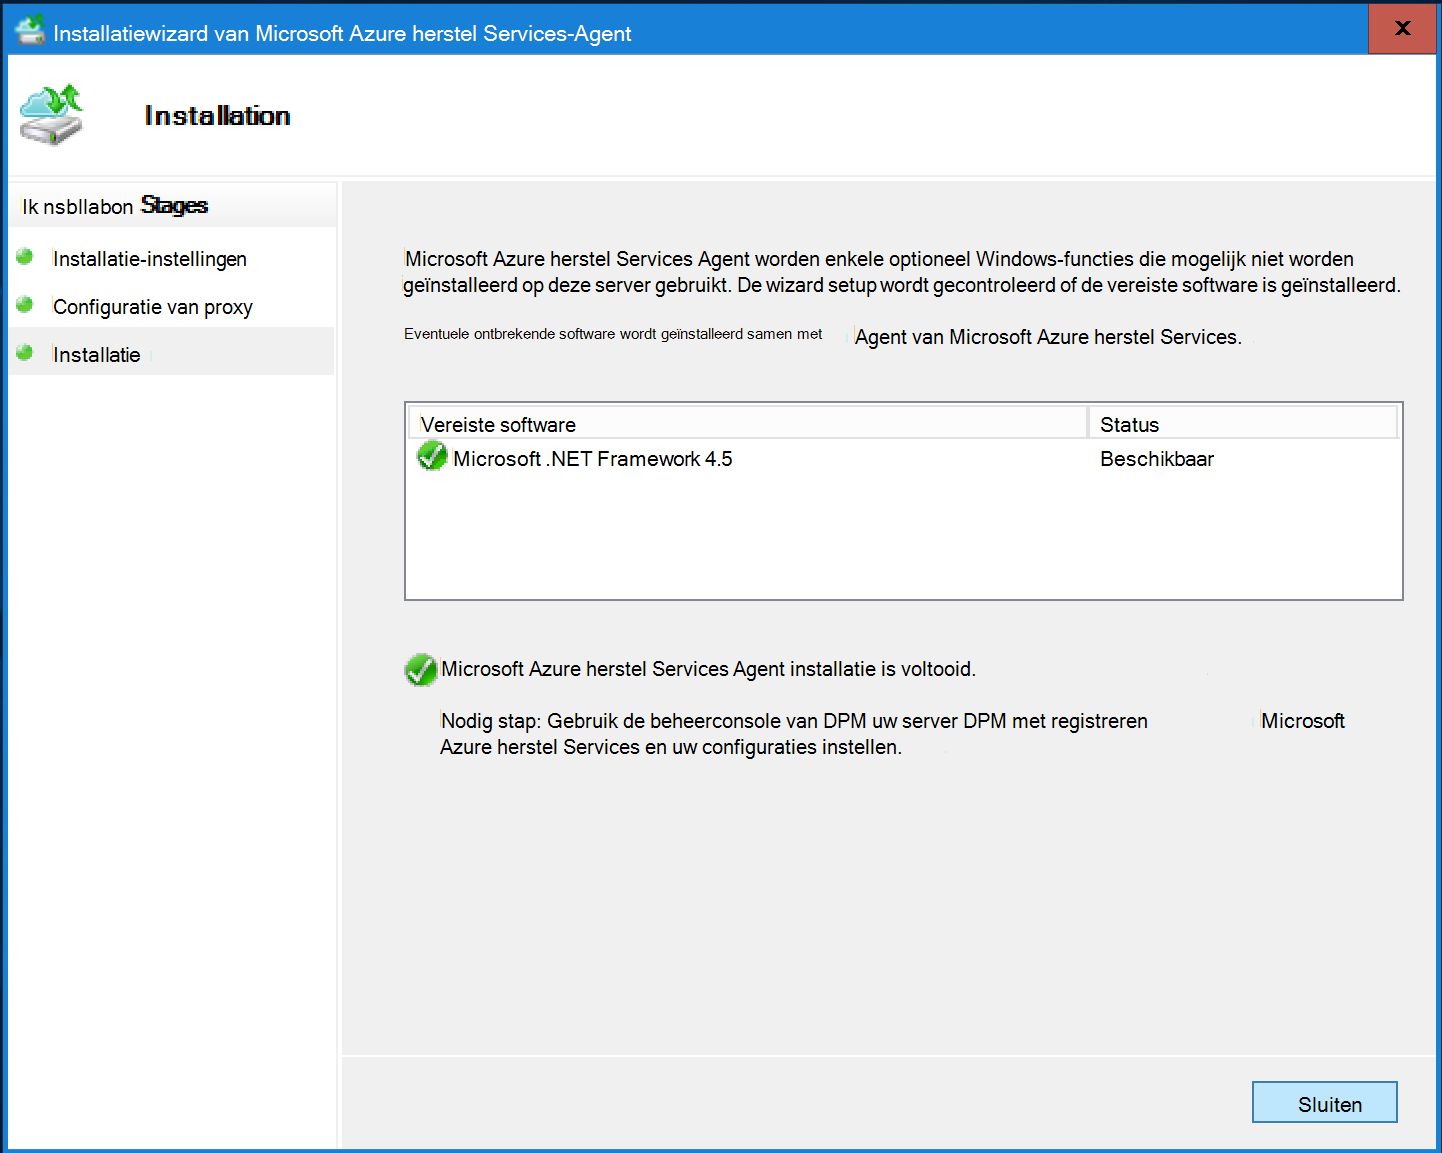 Installatiewizard van Microsoft Azure herstel Services-Agent
X
Installation
Ik nsbllabon Stages
Installatie-instellingen
Configuratie van proxy
Installatie
Microsoft Azure herstel Services Agent worden enkele optioneel Windows-functies die mogelijk niet worden
geïnstalleerd op deze server gebruikt. De wizard setup wordt gecontroleerd of de vereiste software is geïnstalleerd.
Eventuele ontbrekende software wordt geïnstalleerd samen met Agent van Microsoft Azure herstel Services.
Vereiste software Status
Microsoft .NET Framework 4.5 Beschikbaar
Microsoft Azure herstel Services Agent installatie is voltooid.
Nodig stap: Gebruik de beheerconsole van DPM uw server DPM met registreren Microsoft
Azure herstel Services en uw configuraties instellen.
Sluiten